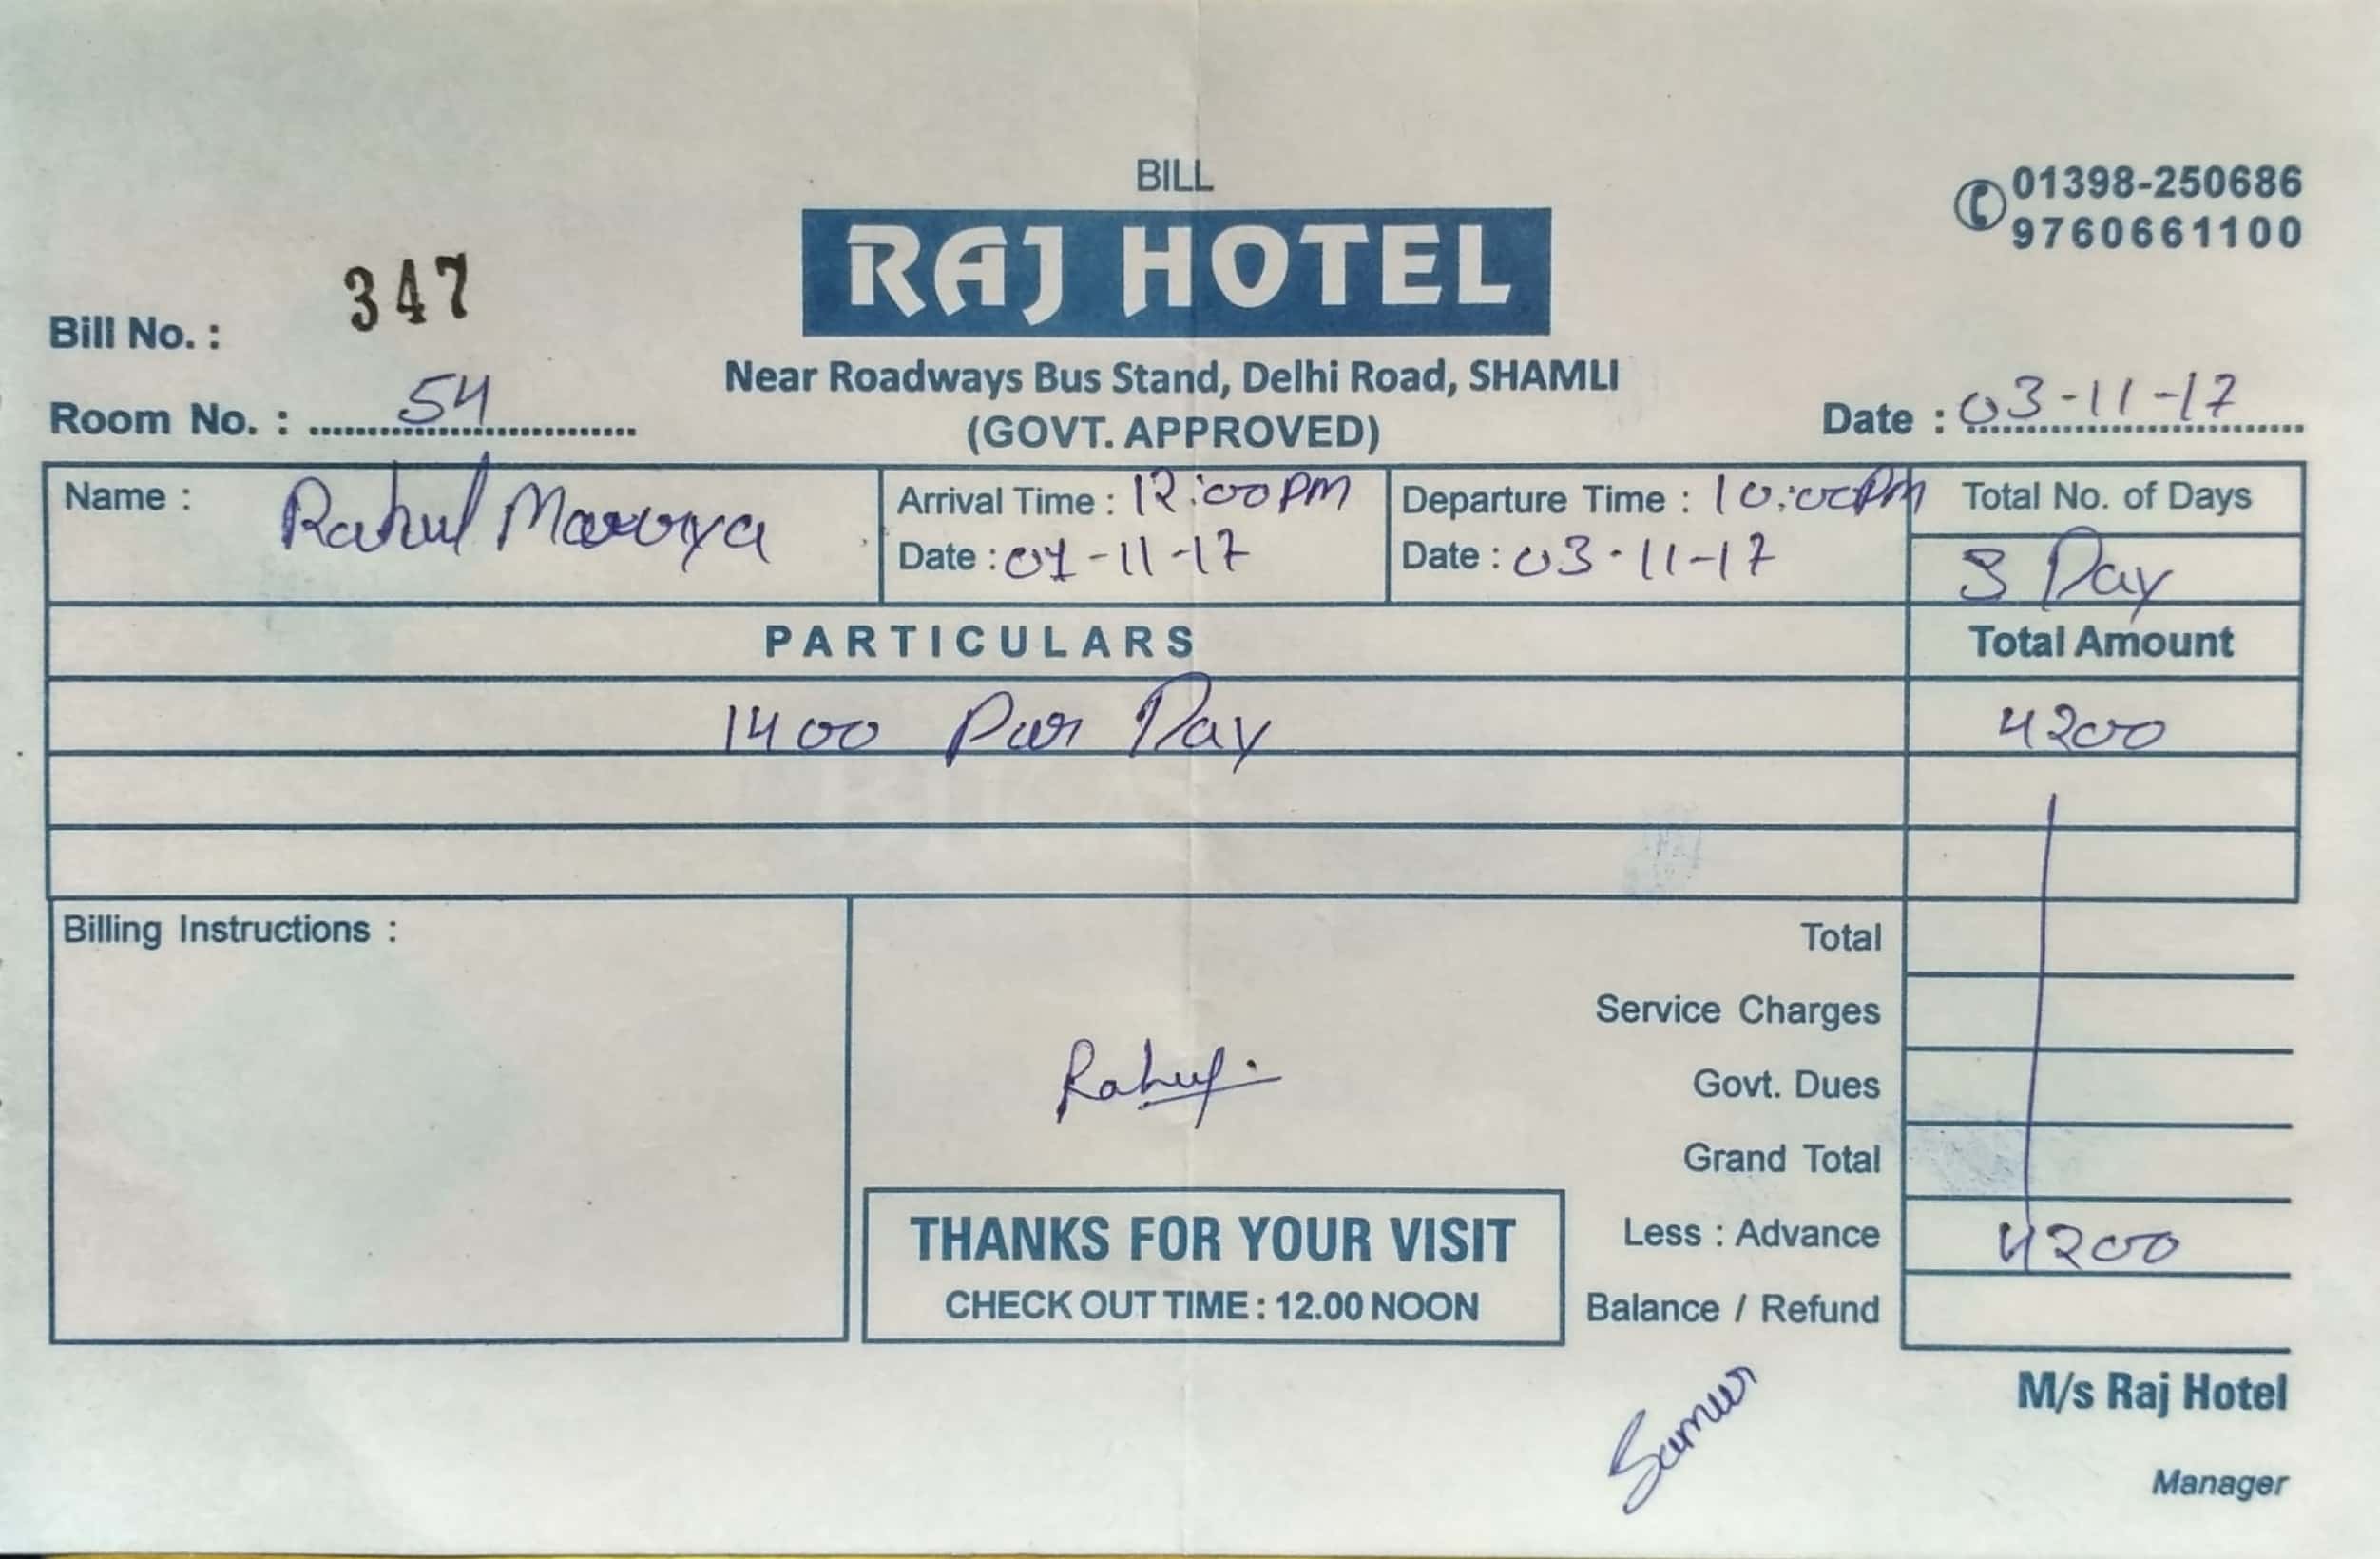 BILL
01398-250686
9760661100
RAJ HOTEL
Bill No. : 347
Near Roadways Bus Stand, Delhi Road, SHAMLI
Room No. : 54
(GOVT. APPROVED)
Date : 03-11-17
Name : Rahul Maurya
Arrival Time : 12:00 PM
Date : 01-11-17
Departure Time : 10:00 PM
Date : 03-11-17
Total No. of Days
3 Day
PARTICULARS
Total Amount
1400 Par Day
4200
Billing Instructions :
Total
Service Charges
Rahul
Govt. Dues
Grand Total
THANKS FOR YOUR VISIT
Less : Advance 4200
CHECK OUT TIME : 12.00 NOON
Balance / Refund
M/s Raj Hotel
Manager